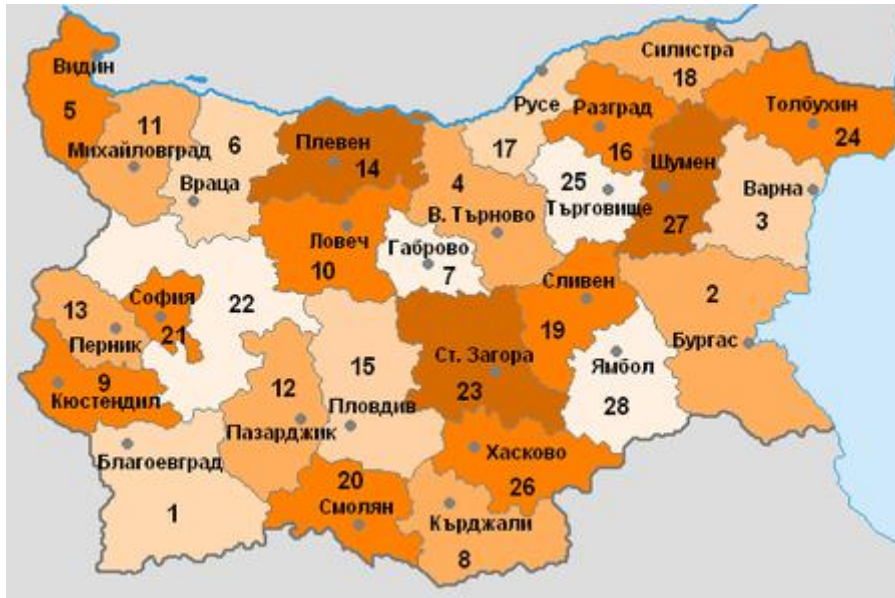 Силистра
18
Видин
5
Русе
17
Разград
16
Толбухин
24
11
Михайловград
6
Враца
Плевен
14
4
В. Търново
25
Търговище
Шумен
27
Варна
3
Ловеч
10
Габрово
7
Сливен
19
2
Бургас
13
Перник
София
21
22
9
Кюстендил
12
Пазарджик
15
Пловдив
Ст. Загора
23
Ямбол
28
Благоевград
1
20
Смолян
Хасково
26
Кърджали
8